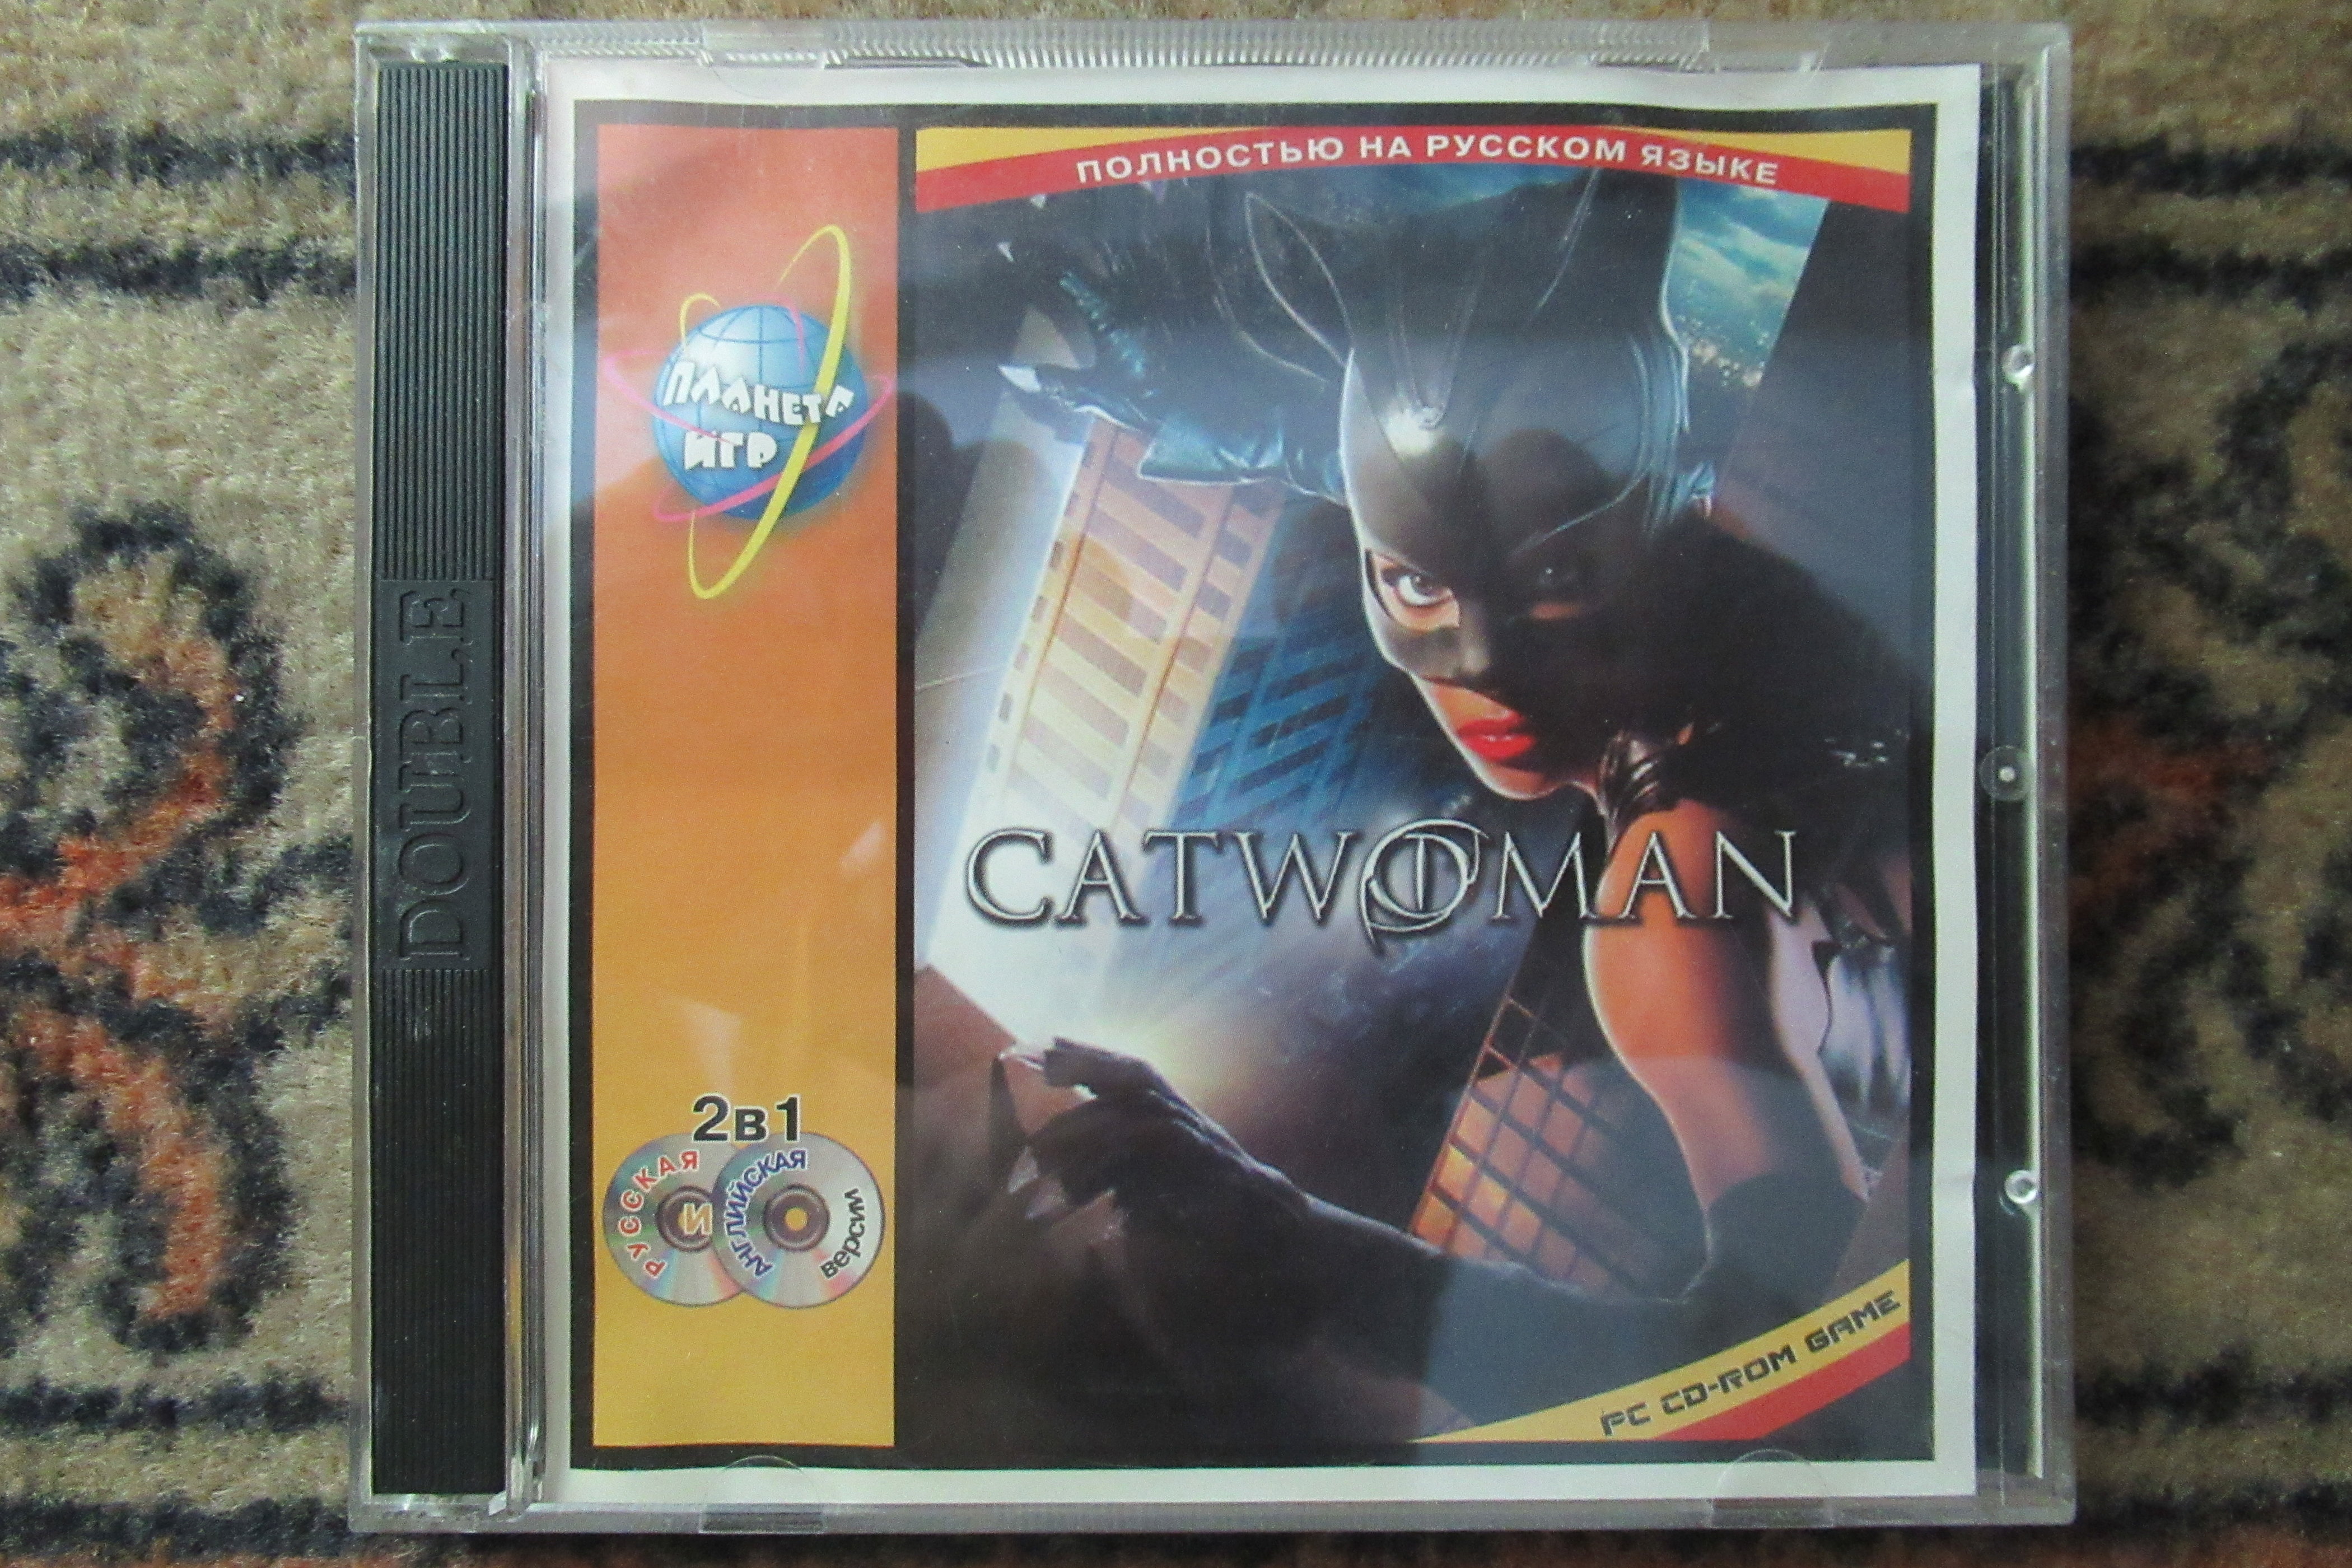 DOUBLE
ПОЛНОСТЬЮ НА РУССКОМ ЯЗЫКЕ
ПЛАНЕТА
ИГР
CATWOMAN
2в1
РУССКАЯ
И
АНГЛИЙСКАЯ
версии
PC CD-ROM GAME